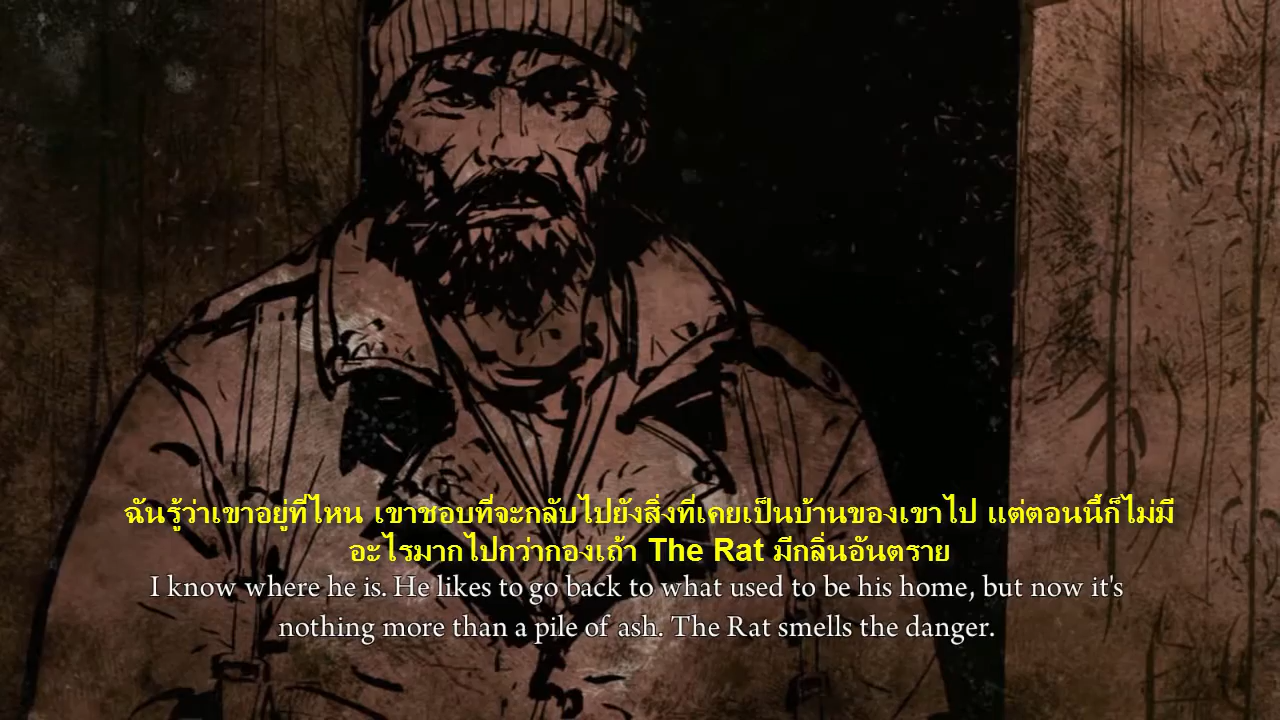 ฉันรู้ว่าเขาอยู่ที่ไหน เขาชอบที่จะกลับไปยังสิ่งที่เคยเป็นบ้านของเขาไป แต่ตอนนี้ก็ไม่มี
อะไรมากไปกว่ากองเถ้า The Rat มีกลิ่นอันตราย
I know where he is. He likes to go back to what used to be his home, but now it's
nothing more than a pile of ash. The Rat smells the danger.